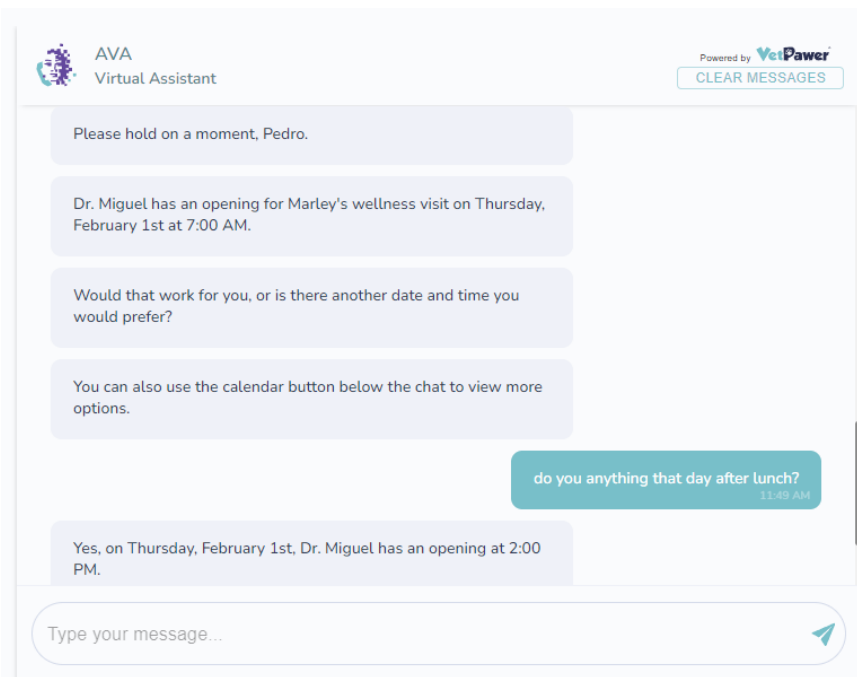 AVA
Virtual Assistant
Powered by VetPawer
CLEAR MESSAGES
Please hold on a moment, Pedro.
Dr. Miguel has an opening for Marley's wellness visit on Thursday,
February 1st at 7:00 AM.
Would that work for you, or is there another date and time you
would prefer?
You can also use the calendar button below the chat to view more
options.
do you anything that day after lunch?
11:49 AM
Yes, on Thursday, February 1st, Dr. Miguel has an opening at 2:00
PM.
Type your message...